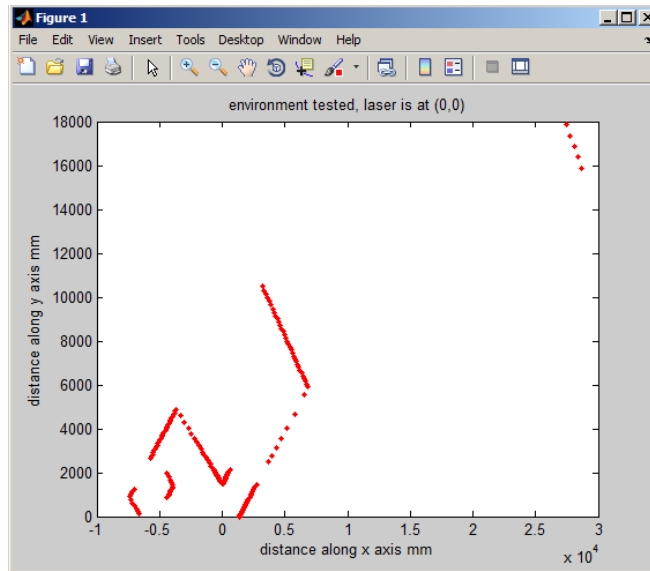 Figure 1
File Edit View Insert Tools Desktop Window Help
environment tested, laser is at (0,0)
18000
16000
14000
12000
10000
8000
6000
4000
2000
0
distance along y axis mm
-1 -0.5 0 0.5 1 1.5 2 2.5 3
distance along x axis mm
x 10^4